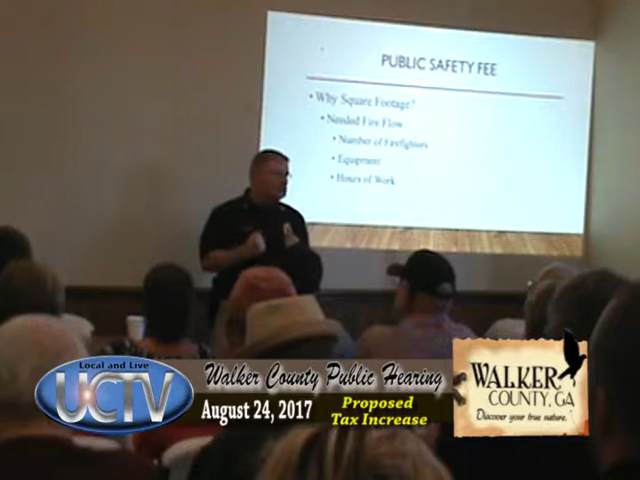 PUBLIC SAFETY FEE
• Why Square Footage?
• Needed Fire Flow
• Number of Firefighters
• Equipment
• Hours of Work
Local and Live
UCTV
Walker County Public Hearing
August 24, 2017
Proposed
Tax Increase
WALKER
COUNTY, GA
Discover your true nature.